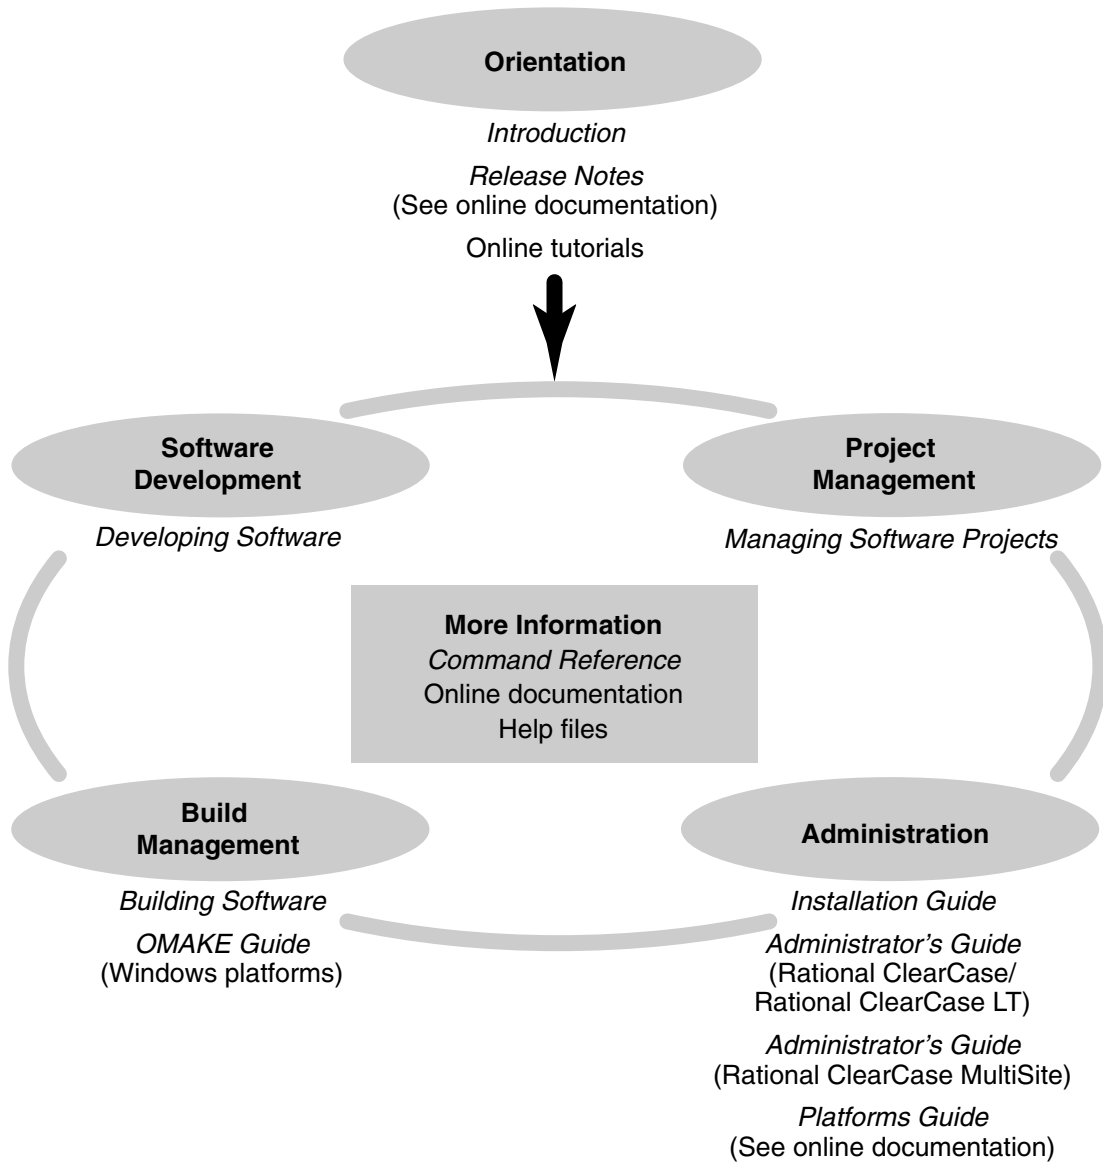 Orientation
Introduction
Release Notes
(See online documentation)
Online tutorials
Software
Development
Developing Software
Project
Management
Managing Software Projects
More Information
Command Reference
Online documentation
Help files
Build
Management
Building Software
OMAKE Guide
(Windows platforms)
Administration
Installation Guide
Administrator’s Guide
(Rational ClearCase/
Rational ClearCase LT)
Administrator’s Guide
(Rational ClearCase MultiSite)
Platforms Guide
(See online documentation)